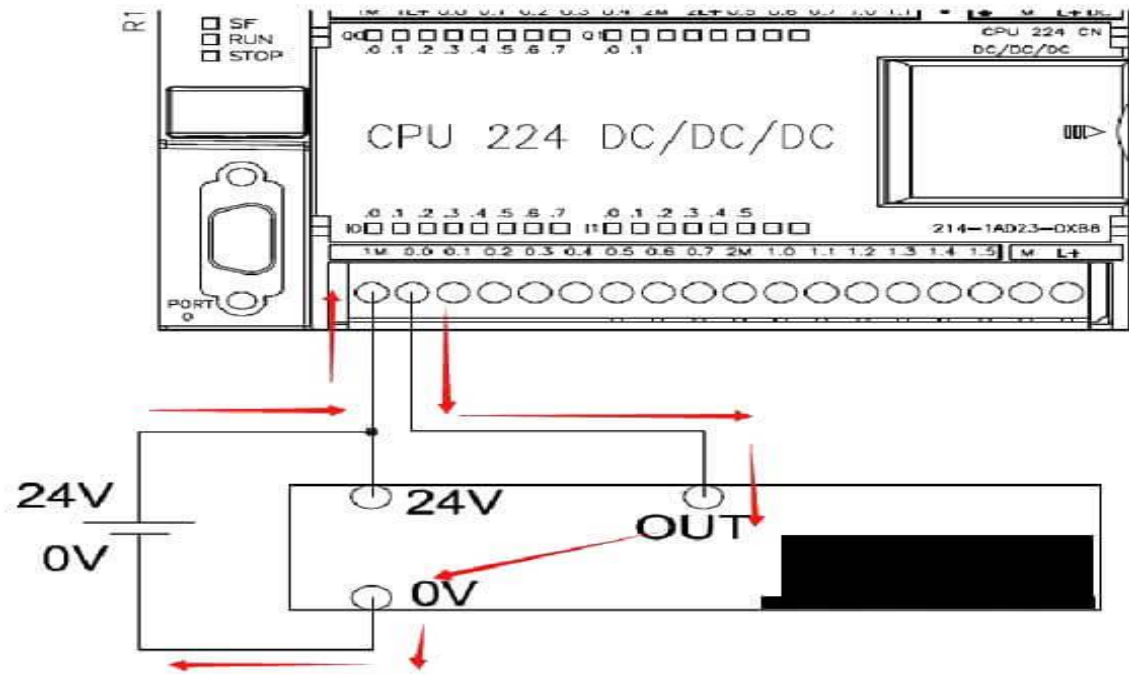 R1
SF
RUN
STOP
1M 1L+ 0.0 0.1 0.2 0.3 0.4 2M 2L+ 0.5 0.6 0.7 1.0 1.1 M L+ DC
Q0 Q1
.0 .1 .2 .3 .4 .5 .6 .7 .0 .1
CPU 224 CN
DC/DC/DC
CPU 224 DC/DC/DC
.0 .1 .2 .3 .4 .5 .6 .7 .0 .1 .2 .3 .4 .5
I0 I1
214-1AD23-0XB8
1M 0.0 0.1 0.2 0.3 0.4 0.5 0.6 0.7 2M 1.0 1.1 1.2 1.3 1.4 1.5 M L+
PORT
0
24V
0V
24V
OUT
0V